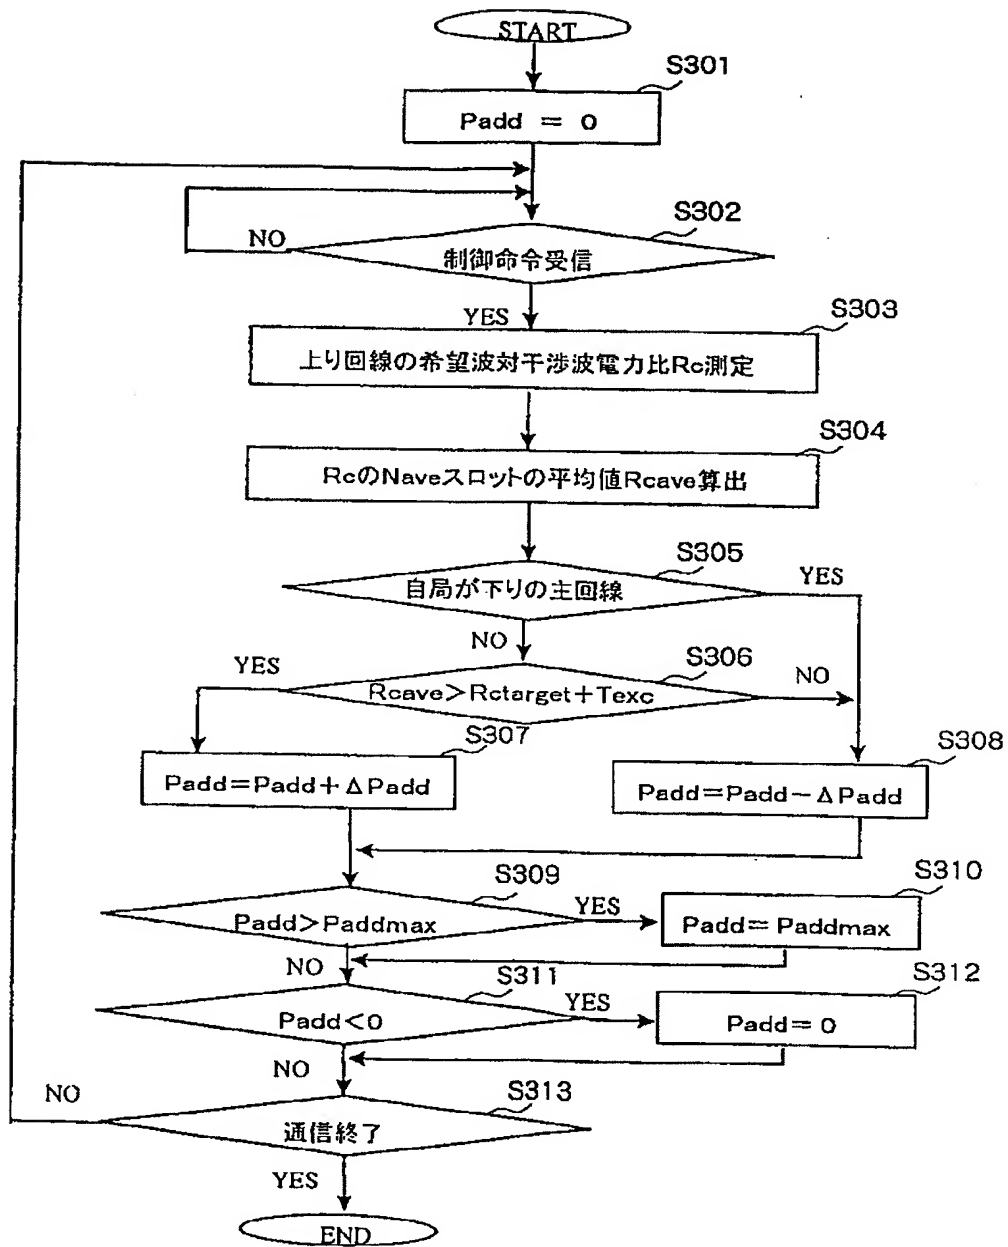 START
S301
Padd = 0
S302
NO
制御命令受信
YES
S303
上り回線の希望波対干渉波電力比Rc測定
S304
RcのNaveスロットの平均値Rcave算出
S305
自局が下りの主回線
YES
NO
S306
YES
NO
Rcave>Rctarget+Texc
S307
S308
Padd=Padd+ΔPadd
Padd=Padd-ΔPadd
S309
S310
YES
Padd>Paddmax
Padd=Paddmax
NO
S311
S312
YES
Padd<0
Padd=0
NO
NO
S313
通信終了
YES
END